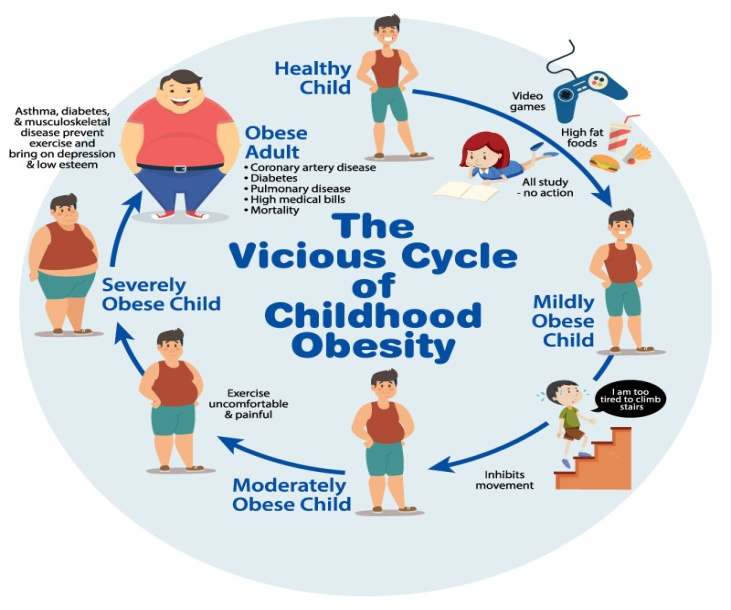 Healthy
Child
Video
games
High fat
foods
All study
- no action
Mildly
Obese
Child
I am too
tired to climb
stairs
Inhibits
movement
Moderately
Obese Child
Exercise
uncomfortable
& painful
Severely
Obese Child
Asthma, diabetes,
& musculoskeletal
disease prevent
exercise and
bring on depression
& low esteem
Obese
Adult
• Coronary artery disease
• Diabetes
• Pulmonary disease
• High medical bills
• Mortality
The
Vicious Cycle
of
Childhood
Obesity